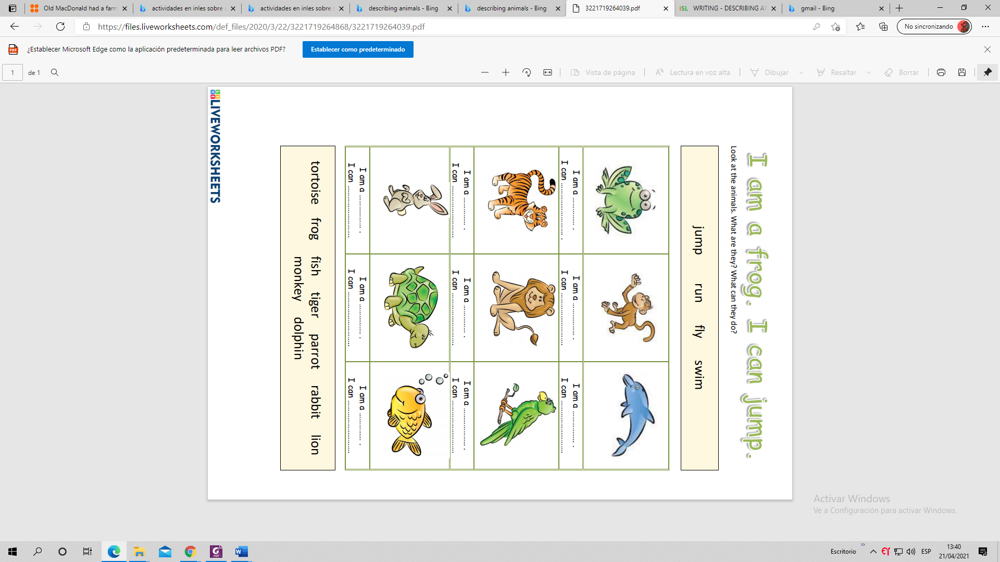 Old MacDonald had a farm
actividades en inles sobre a
actividades en inles sobre a
describing animals - Bing
describing animals - Bing
3221719264039.pdf
iSL WRITING - DESCRIBING A
gmail - Bing
https://files.liveworksheets.com/def_files/2020/3/22/3221719264868/3221719264039.pdf
No sincronizando
PDF
¿Establecer Microsoft Edge como la aplicación predeterminada para leer archivos PDF?
Establecer como predeterminado
1 de 1
Vista de página
Lectura en voz alta
Dibujar
Resaltar
Borrar
I am a frog. I can jump.
Look at the animals. What are they? What can they do?
jump run fly swim
I am a ............ .
I can .............................. .
I am a ............... .
I can ..............................
I am a ............... .
I can ..............................
I am a ............... .
I can ..............................
I am a ............... .
I can ..............................
I am a .................. .
I can ..............................
I am a ............... .
I can ..............................
I am a ............... .
I can ..............................
I am a ............... .
I can ..............................
tortoise frog fish tiger parrot rabbit lion
monkey dolphin
LIVE LIVEWORKSHEETS
Activar Windows
Ve a Configuración para activar Windows.
Escritorio
ESP
13:40
21/04/2021